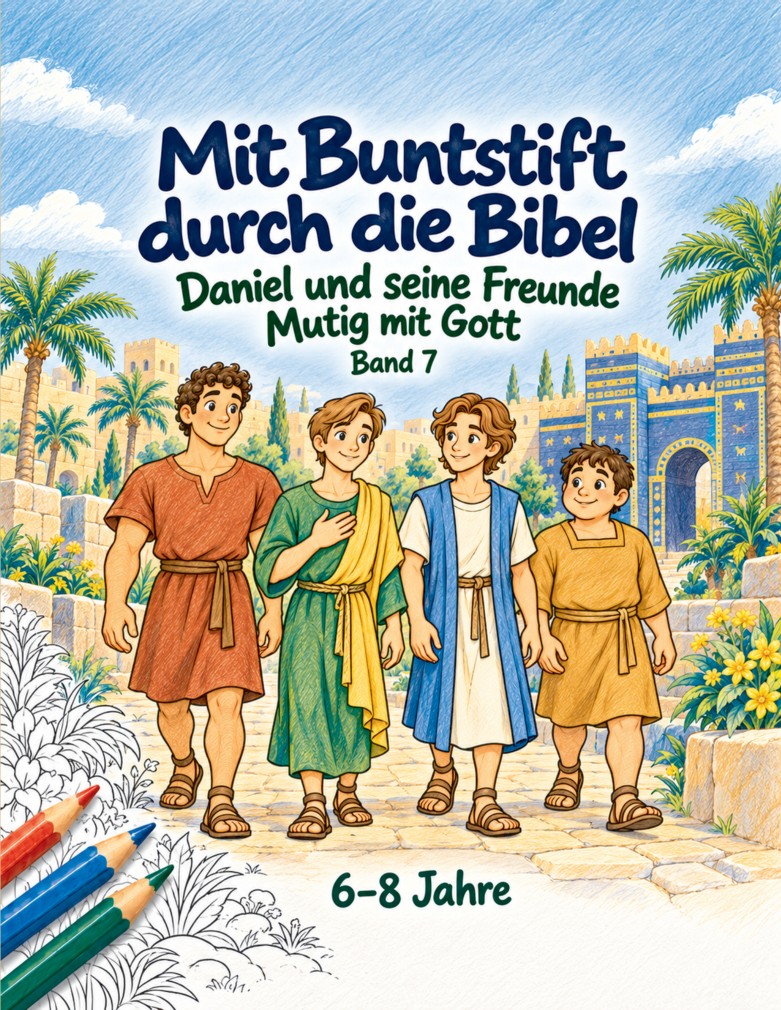 Mit Buntstift
durch die Bibel
Daniel und seine Freunde
Mutig mit Gott
Band 7
6–8 Jahre